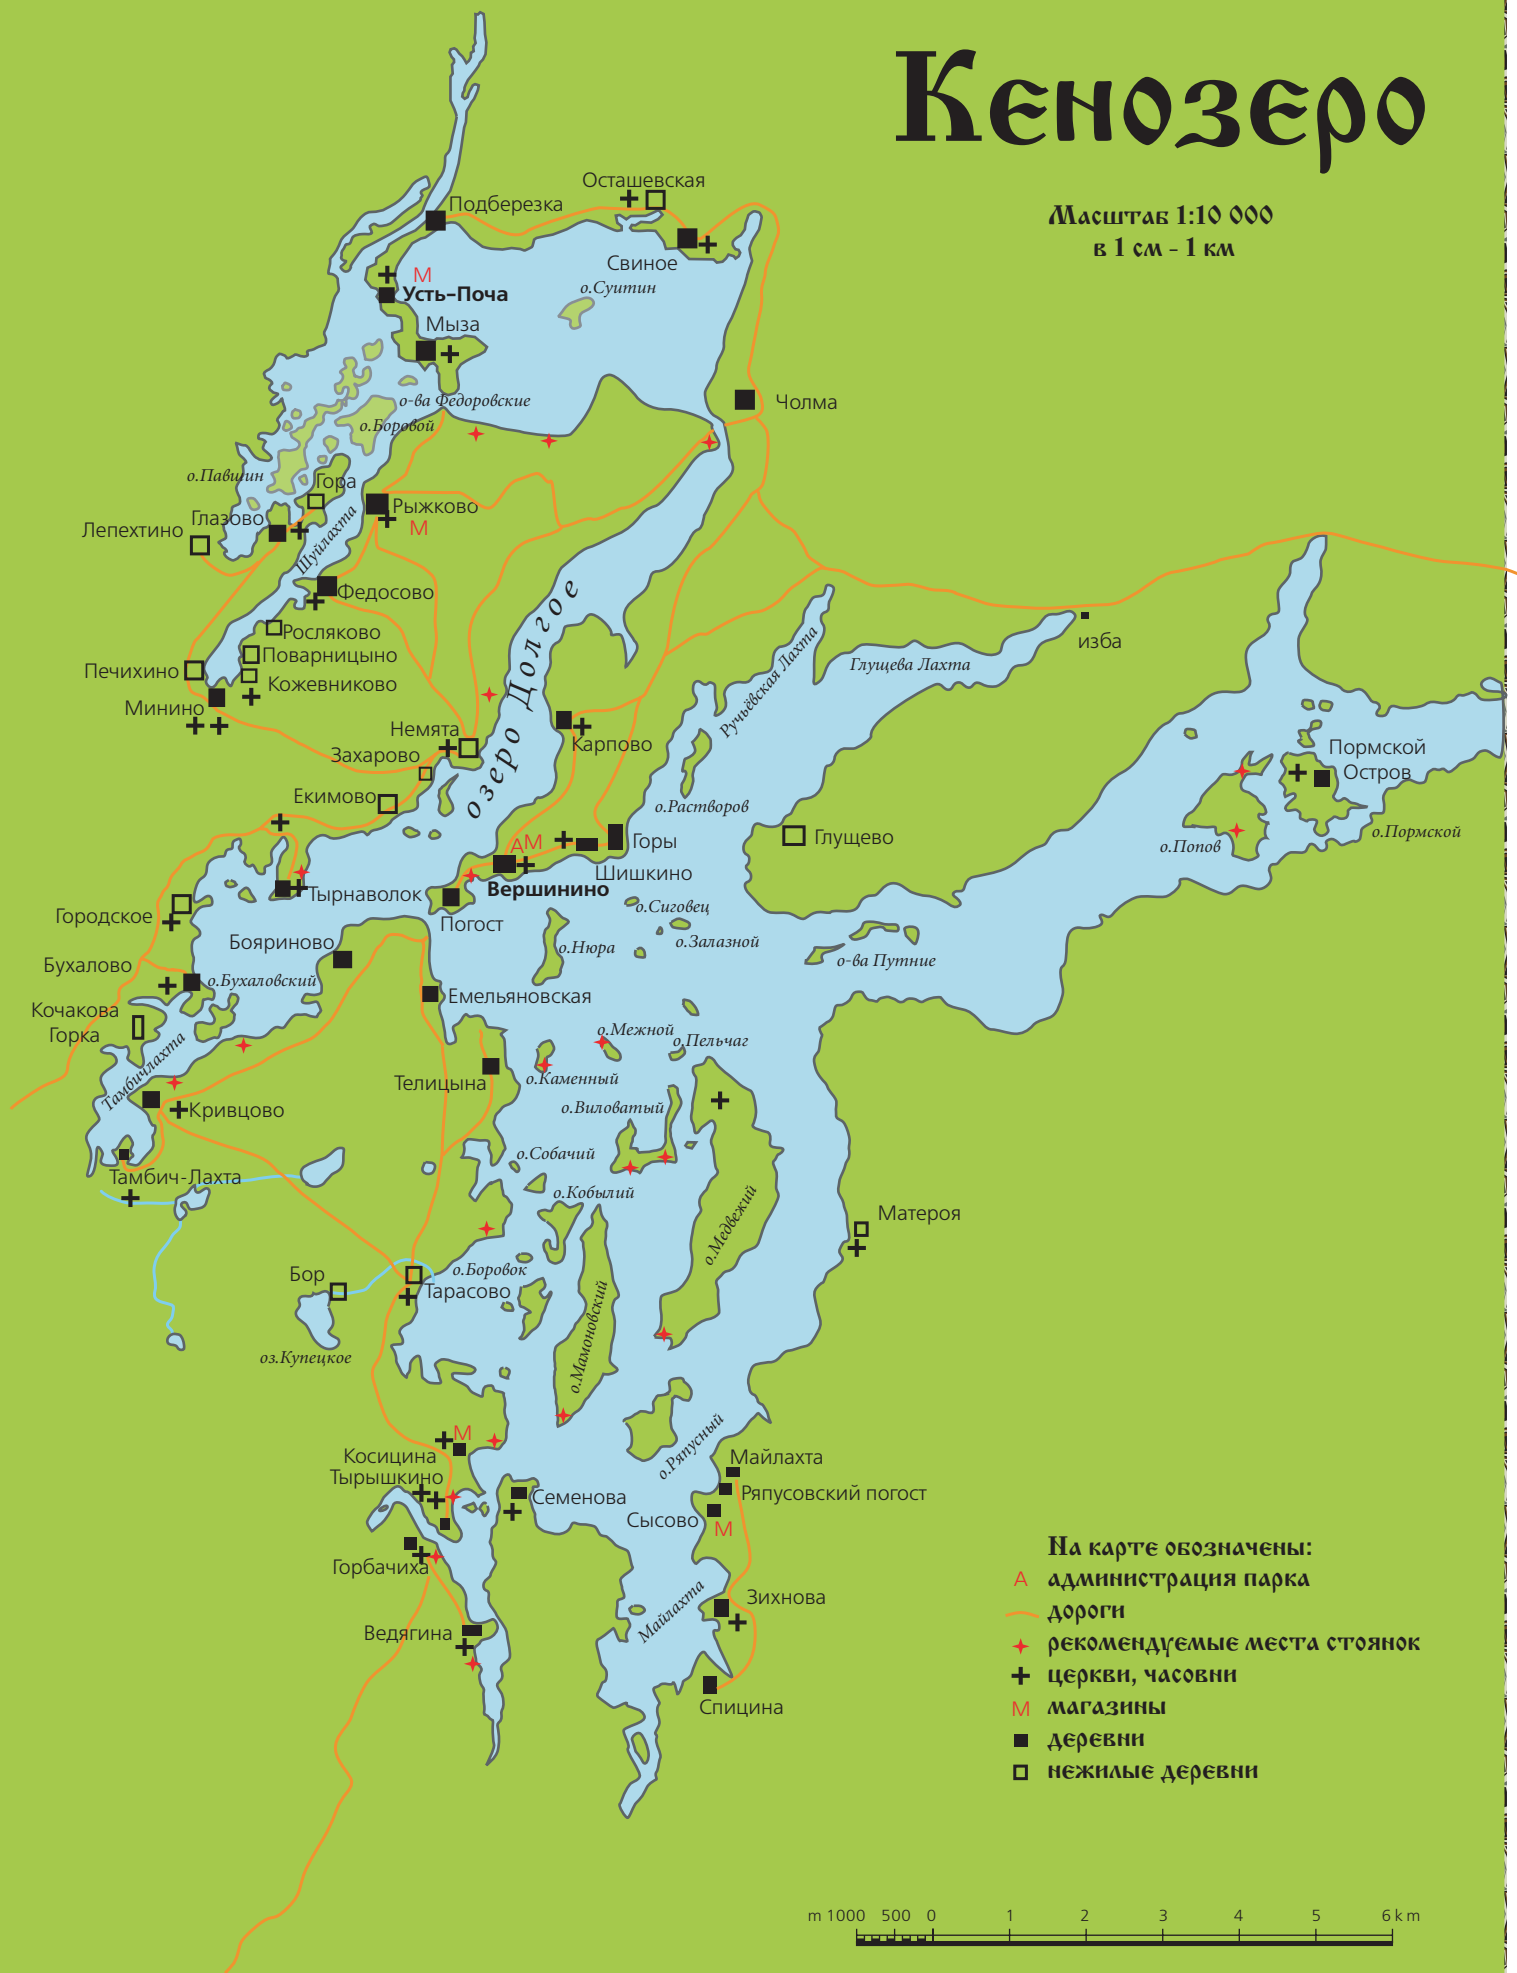 Кенозеро
Масштаб 1:10 000
в 1 см - 1 км
Осташевская
Подберезка
Свиное
о.Суитин
М
Усть-Поча
Мыза
о-ва Федоровские
о.Боровой
Чолма
о.Павшин
Гора
Рыжково
М
Глазово
Лепехтино
Шуйлахта
Федосово
Росляково
Поварницыно
Печихино
Кожевниково
Минино
озеро Долгое
Немята
Захарово
Карпово
Екимово
Ручьёвская Лахта
Глущева Лахта
изба
Пормской
Остров
о.Растворов
о.Пормской
о.Попов
Глущево
А М
Горы
Шишкино
Вершинино
Тырнаволок
Погост
о.Сиговец
Городское
Бояриново
о.Нюра
о.Залазной
о-ва Путние
Бухалово
о.Бухаловский
Емельяновская
Кочакова
Горка
Тамбичлахта
о.Межной
о.Пельчаг
Телицына
о.Каменный
Кривцово
о.Виловатый
о.Собачий
Тамбич-Лахта
о.Кобылий
о.Медвежий
Матероя
Бор
о.Боровок
Тарасово
о.Мамоновский
оз.Купецкое
М
Косицина
Тырышкино
о.Ряпусный
Майлахта
Семенова
Ряпусовский погост
Сысово
М
Горбачиха
Майлахта
Зихнова
Ведягина
Спицина
На карте обозначены:
А администрация парка
дороги
рекомендуемые места стоянок
церкви, часовни
М магазины
деревни
нежилые деревни
m 1000 500 0 1 2 3 4 5 6 km